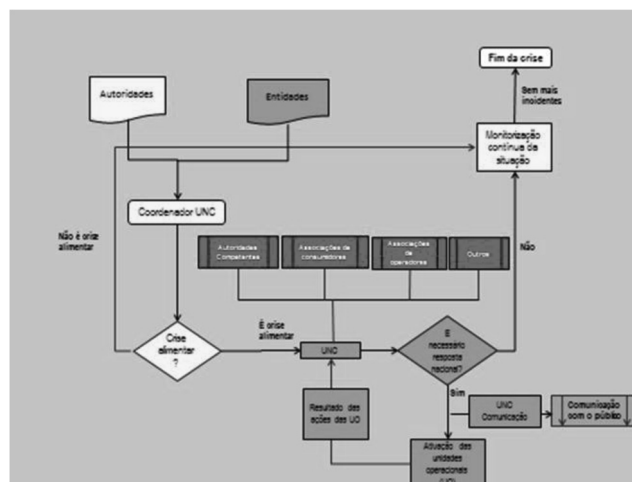 Fim da crise
Autoridades
Entidades
Sem mais
incidentes
Monitorização
contínua da
situação
Coordenador UNC
Não é crise
alimentar
Autoridades
Competentes
Associações de
consumidores
Associações
de
operadores
Outros
Não
Crise
alimentar
?
É crise
alimentar
UNC
É
necessário
resposta
nacional?
Sim
Resultado das
ações das UO
UNC
Comunicação
Comunicação
com o público
Ativação das
unidades
operacionais
(UO)